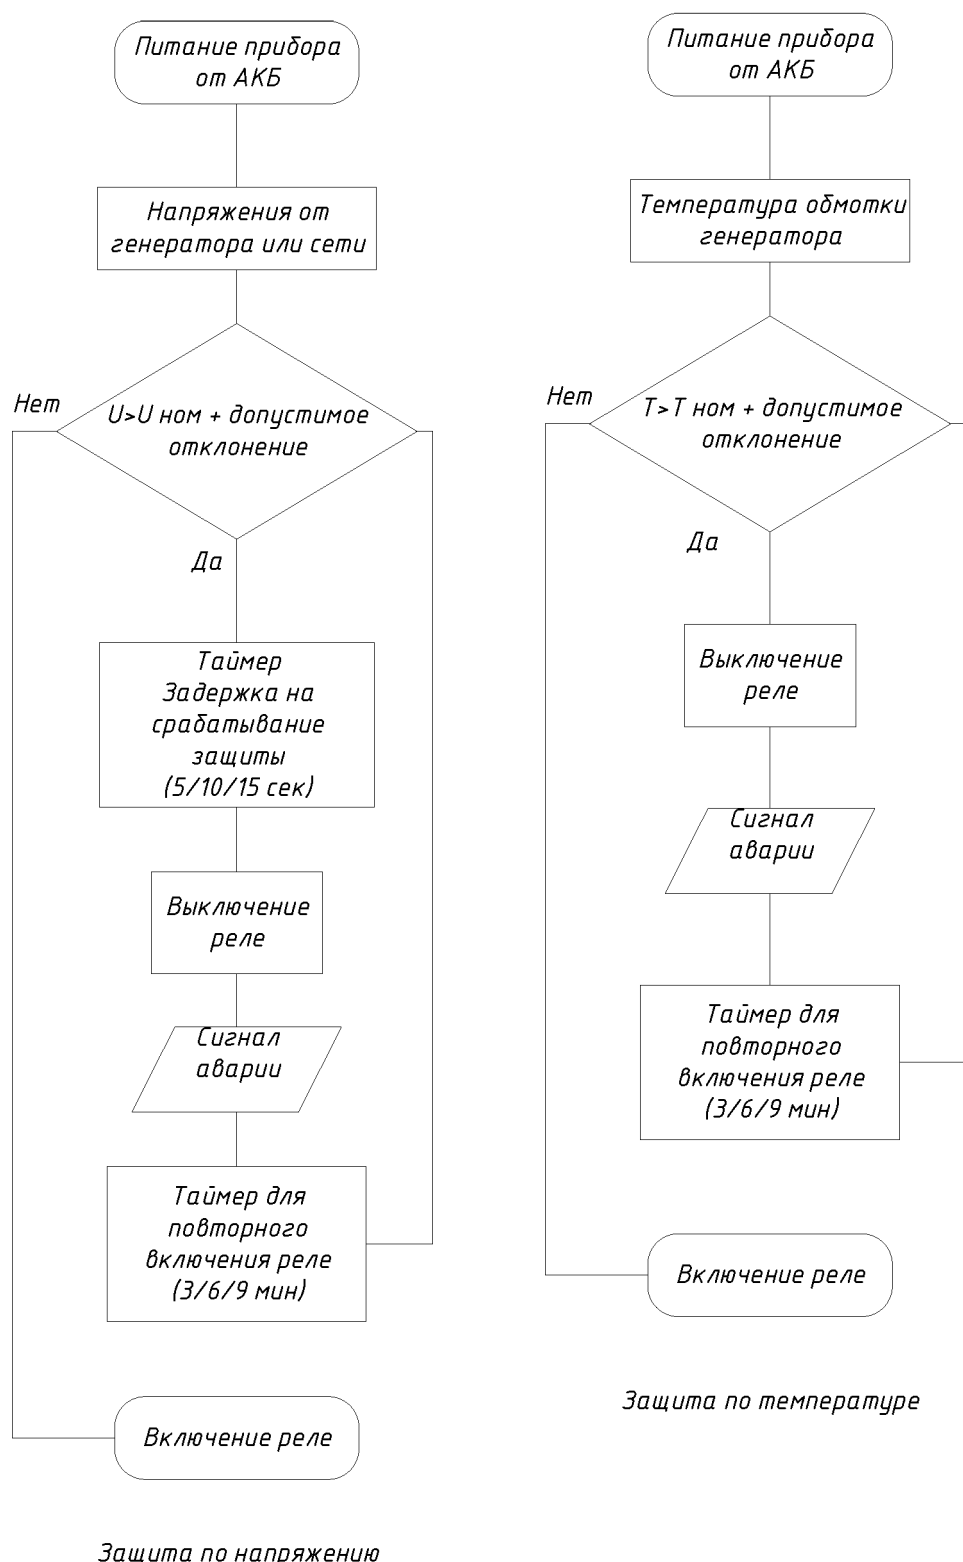 Питание прибора
от АКБ
Напряжения от
генератора или сети
Нет
U>U ном + допустимое
отклонение
Да
Таймер
Задержка на
срабатывание
защиты
(5/10/15 сек)
Выключение
реле
Сигнал
аварии
Таймер для
повторного
включения реле
(3/6/9 мин)
Включение реле
Защита по напряжению
Питание прибора
от АКБ
Температура обмотки
генератора
Нет
T>T ном + допустимое
отклонение
Да
Выключение
реле
Сигнал
аварии
Таймер для
повторного
включения реле
(3/6/9 мин)
Включение реле
Защита по температуре